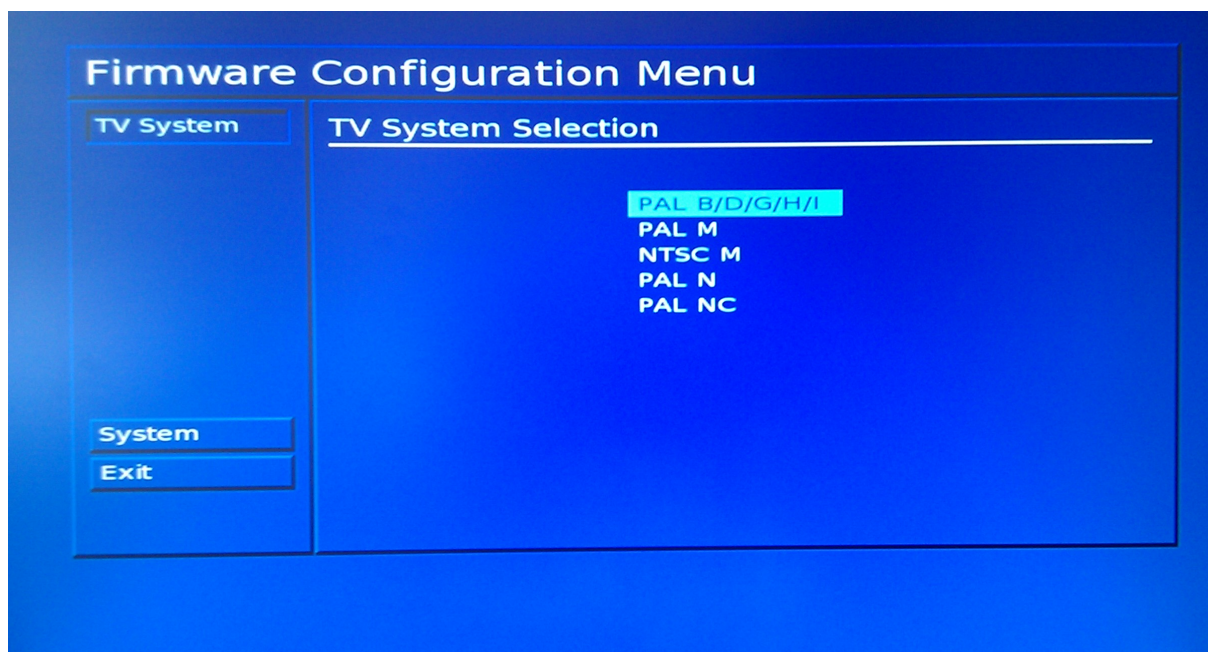 Firmware Configuration Menu
TV System
TV System Selection
PAL B/D/G/H/I
PAL M
NTSC M
PAL N
PAL NC
System
Exit